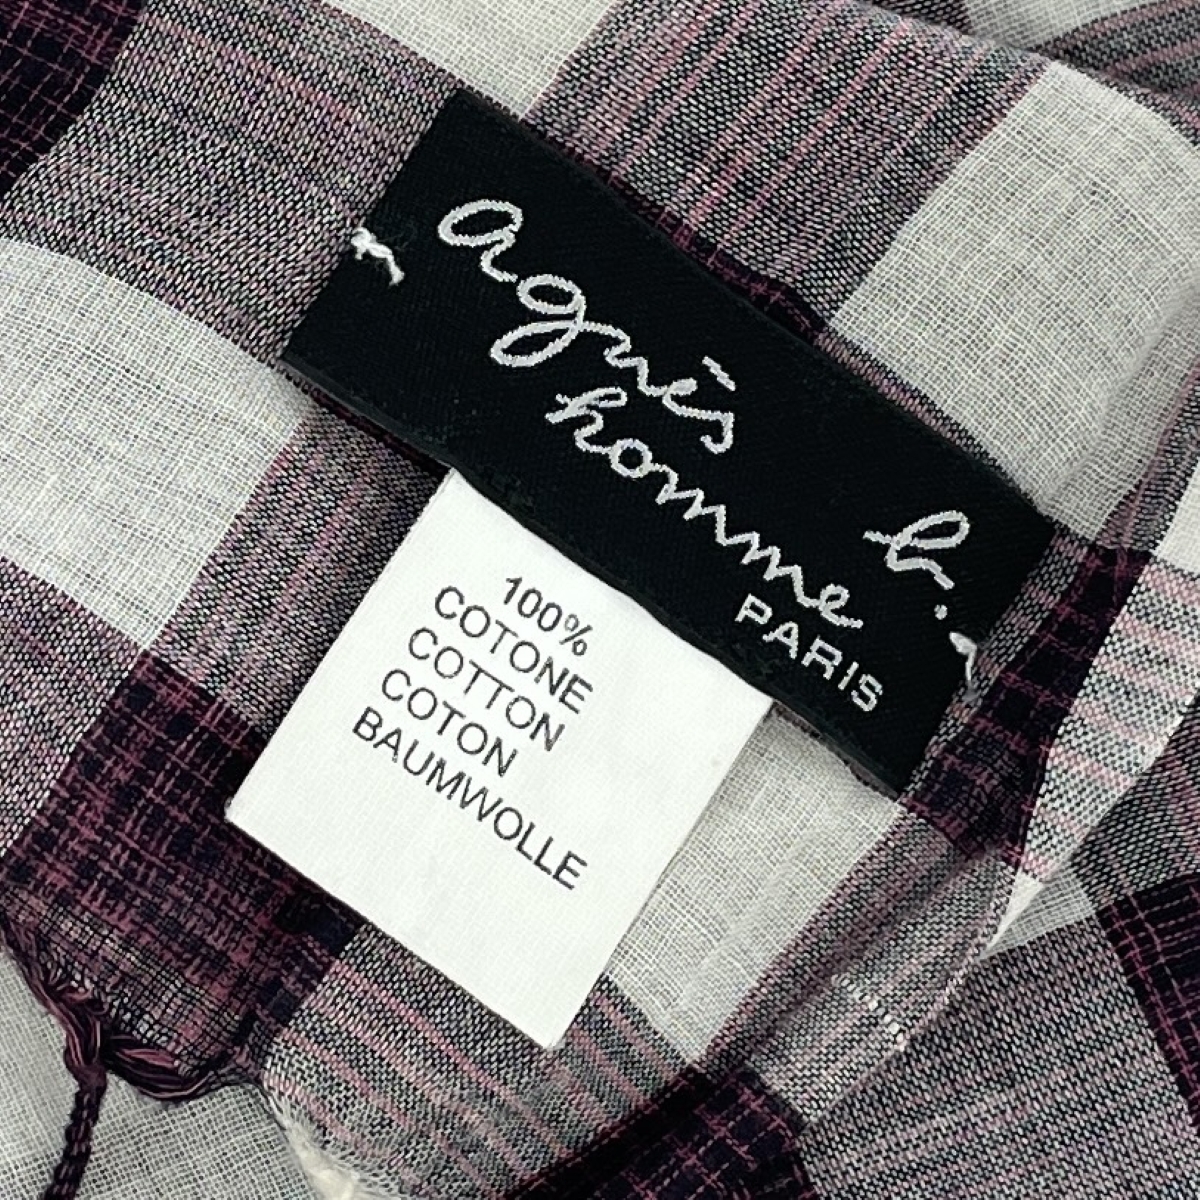 agnès b.
homme
PARIS
100%
COTONE
COTTON
COTON
BAUMWOLLE